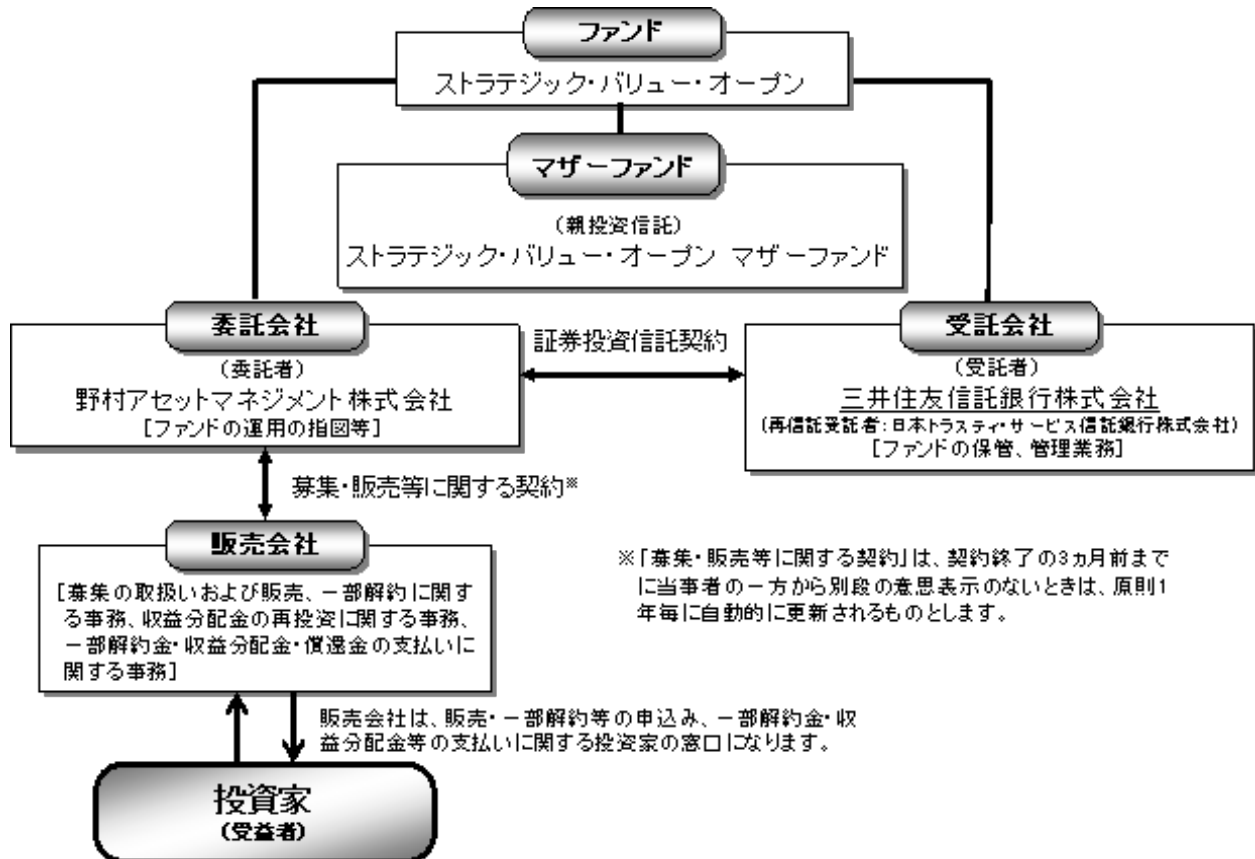 ファンド
ストラテジック・バリュー・オープン
マザーファンド
(親投資信託)
ストラテジック・バリュー・オープン マザーファンド
委託会社
(委託者)
野村アセットマネジメント株式会社
[ファンドの運用の指図等]
証券投資信託契約
受託会社
(受託者)
三井住友信託銀行株式会社
(再信託受託者:日本トラスティ・サービス信託銀行株式会社)
[ファンドの保管、管理業務]
募集・販売等に関する契約※
販売会社
[募集の取扱いおよび販売、一部解約に関す
る事務、収益分配金の再投資に関する事務、
一部解約金・収益分配金・償還金の支払いに
関する事務]
※「募集・販売等に関する契約」は、契約終了の3ヵ月前まで
に当事者の一方から別段の意思表示のないときは、原則1
年毎に自動的に更新されるものとします。
販売会社は、販売・一部解約等の申込み、一部解約金・収
益分配金等の支払いに関する投資家の窓口になります。
投資家
(受益者)